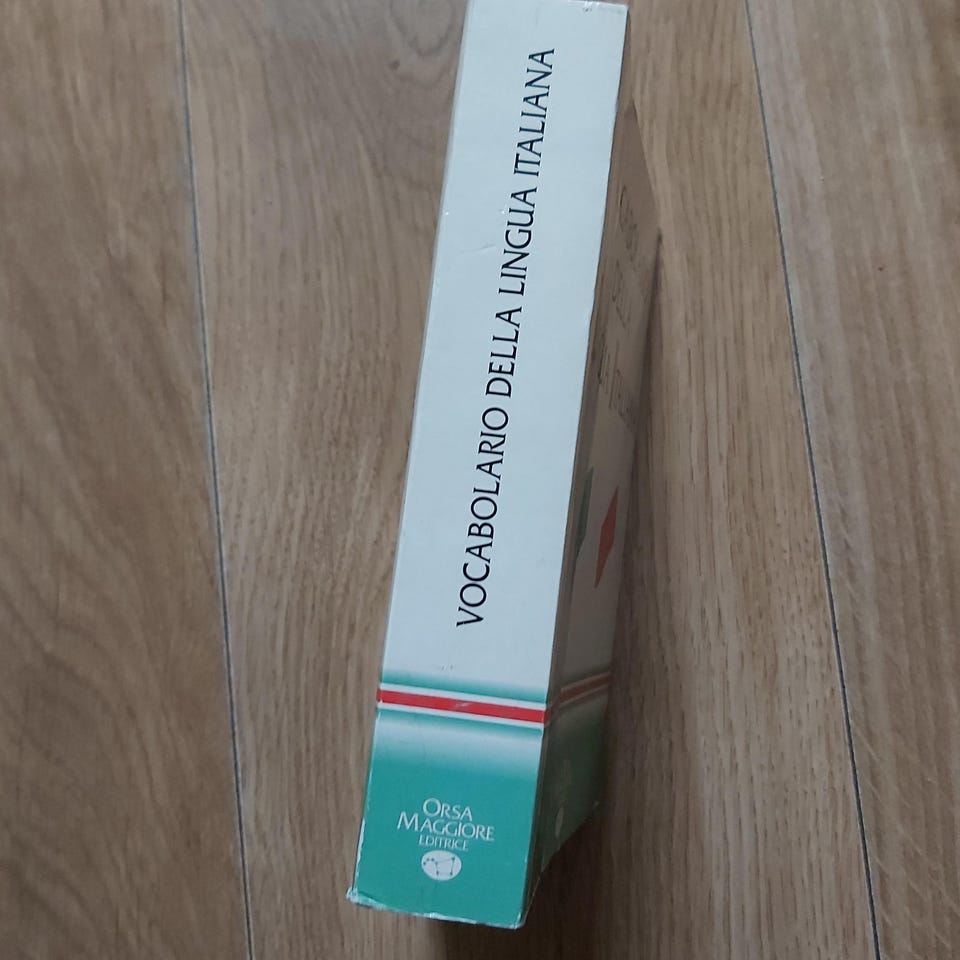 VOCABOLARIO DELLA LINGUA ITALIANA
ORSA
MAGGIORE
EDITRICE